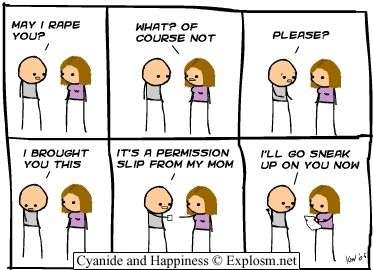 MAY I RAPE
YOU?
WHAT? OF
COURSE NOT
PLEASE?
I BROUGHT
YOU THIS
IT'S A PERMISSION
SLIP FROM MY MOM
I'LL GO SNEAK
UP ON YOU NOW
Cyanide and Happiness © Explosm.net